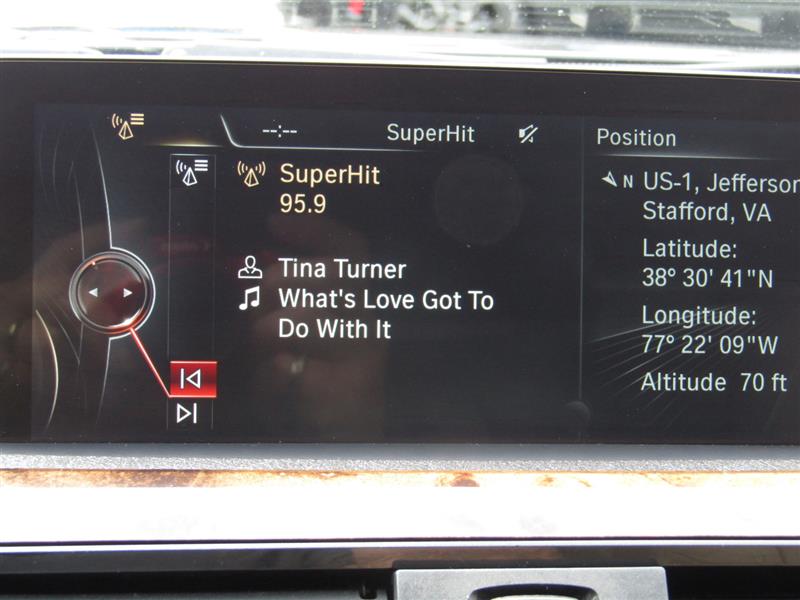 --:--
SuperHit
SuperHit
95.9
Tina Turner
What's Love Got To
Do With It
Position
N
US-1, Jefferson
Stafford, VA
Latitude:
38° 30' 41"N
Longitude:
77° 22' 09"W
Altitude 70 ft